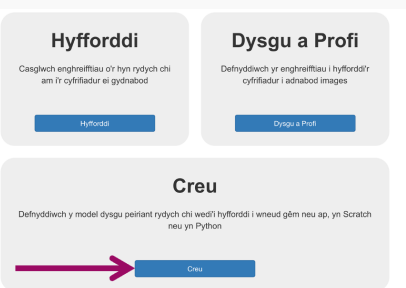 Hyfforddi
Casglwch enghreifftiau o'r hyn rydych chi
am i'r cyfrifiadur ei gydnabod
Hyfforddi
Dysgu a Profi
Defnyddiwch yr enghreifftiau i hyfforddi'r
cyfrifiadur i adnabod images
Dysgu a Profi
Creu
Defnyddiwch y model dysgu peiriant rydych chi wedi'i hyfforddi i wneud gêm neu ap, yn Scratch
neu yn Python
Creu